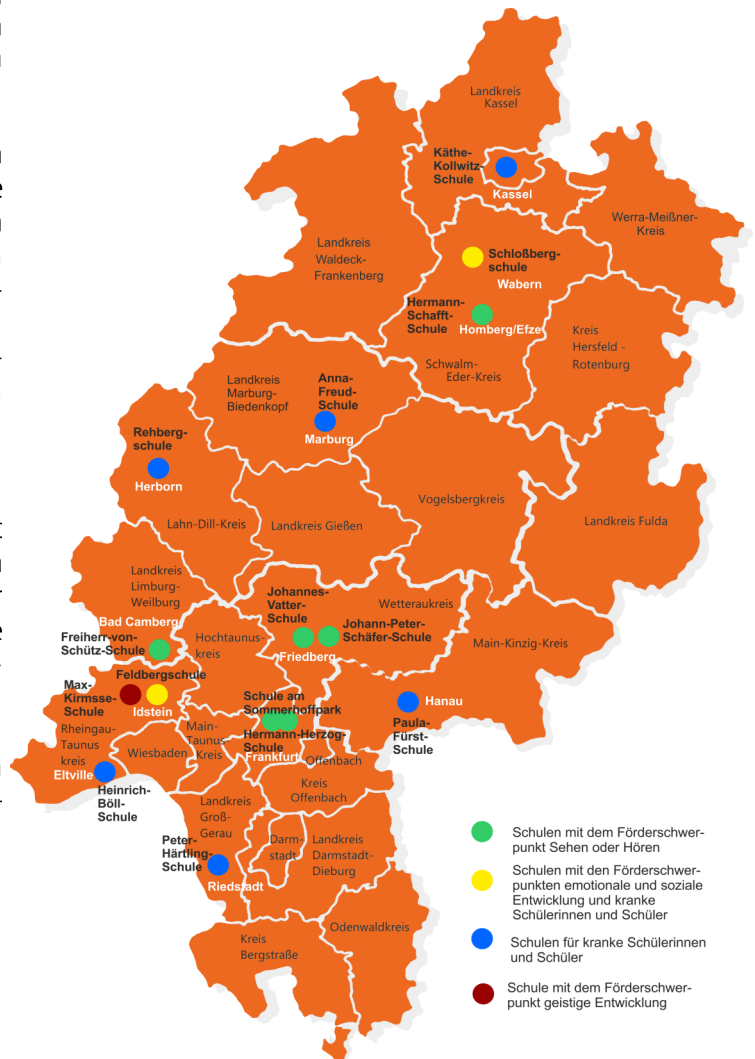 Landkreis
Kassel
Käthe-
Kollwitz-
Schule
Kassel
Werra-Meißner-
Kreis
Landkreis
Waldeck-
Frankenberg
Schloßberg-
schule
Wabern
Hermann-
Schafft-
Schule
Homberg/Efze
Kreis
Hersfeld -
Rotenburg
Schwalm-
Eder-Kreis
Landkreis
Marburg-
Biedenkopf
Anna-
Freud-
Schule
Marburg
Rehberg-
schule
Herborn
Vogelsbergkreis
Lahn-Dill-Kreis
Landkreis Gießen
Landkreis Fulda
Landkreis
Limburg-
Weilburg
Bad Camberg
Freiherr-von-
Schütz-Schule
Hochtaunus-
kreis
Johannes-
Vatter-
Schule
Wetteraukreis
Johann-Peter-
Schäfer-Schule
Friedberg
Main-Kinzig-Kreis
Feldbergschule
Max-
Kirmsse-
Schule
Idstein
Schule am
Sommerhoffpark
Hermann-Herzog-
Schule
Frankfurt
Hanau
Paula-
Fürst-
Schule
Rheingau-
Taunus
kreis
Eltville
Wiesbaden
Main-
Taunus-
Kreis
Offenbach
Kreis
Offenbach
Heinrich-
Böll-
Schule
Landkreis
Groß-
Gerau
Peter-
Härtling-
Schule
Riedstadt
Darm-
stadt
Landkreis
Darmstadt-
Dieburg
Odenwaldkreis
Kreis
Bergstraße
Schulen mit dem Förderschwer-
punkt Sehen oder Hören
Schulen mit den Förderschwer-
punkten emotionale und soziale
Entwicklung und kranke
Schülerinnen und Schüler
Schulen für kranke Schülerinnen
und Schüler
Schule mit dem Förderschwer-
punkt geistige Entwicklung